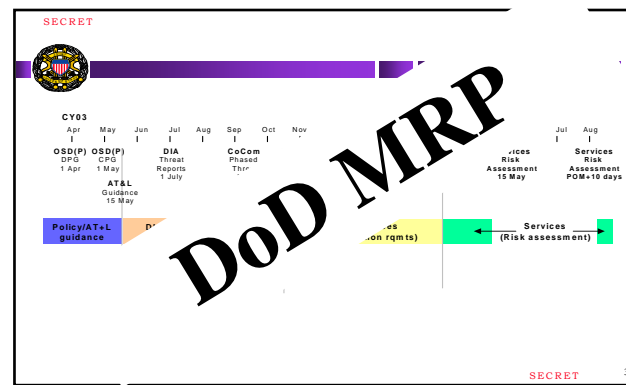 SECRET
DoD MRP
CY03
Apr May Jun Jul Aug Sep Oct Nov Jul Aug
OSD(P) OSD(P) DIA CoCom Services
DPG CPG Threat Phased Risk Risk
1 Apr 1 May Reports Assessment Assessment
1 July 15 May POM+10 days
AT&L
Guidance
15 May
Policy/AT+L Services
guidance rqmts) (Risk assessment)
SECRET